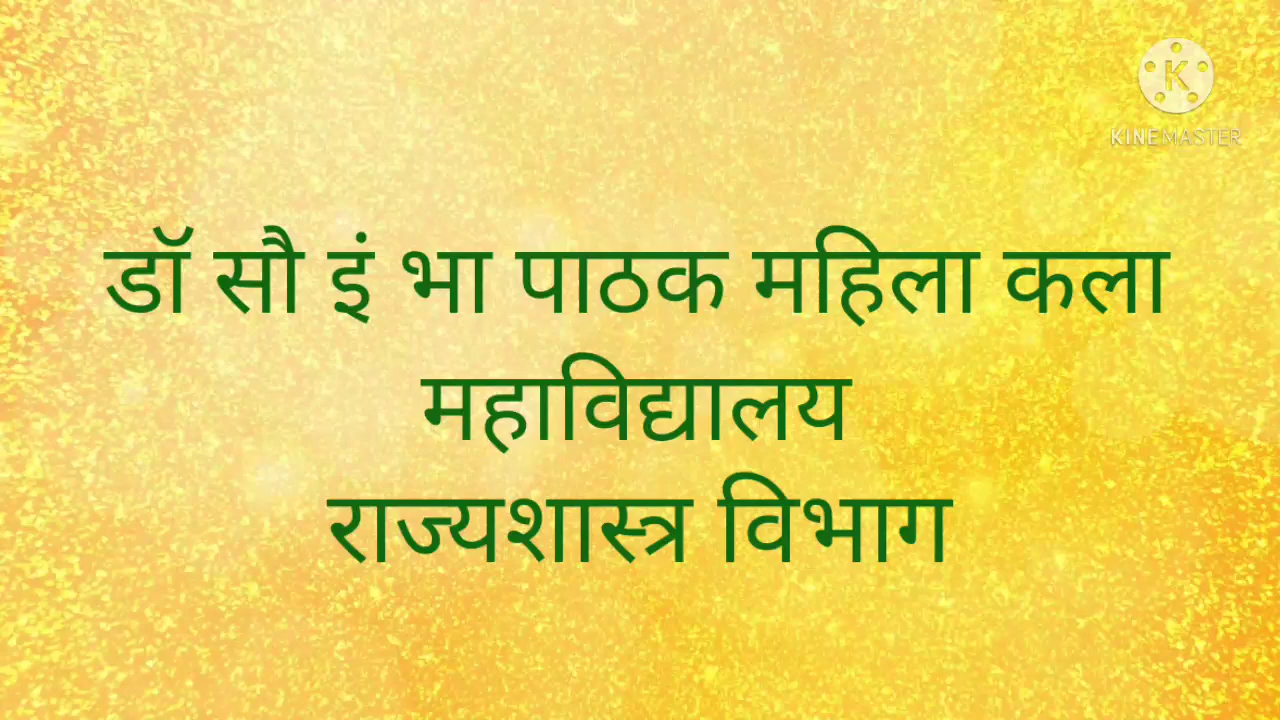 KINEMASTER
डॉ सौ इं भा पाठक महिला कला
महाविद्यालय
राज्यशास्त्र विभाग